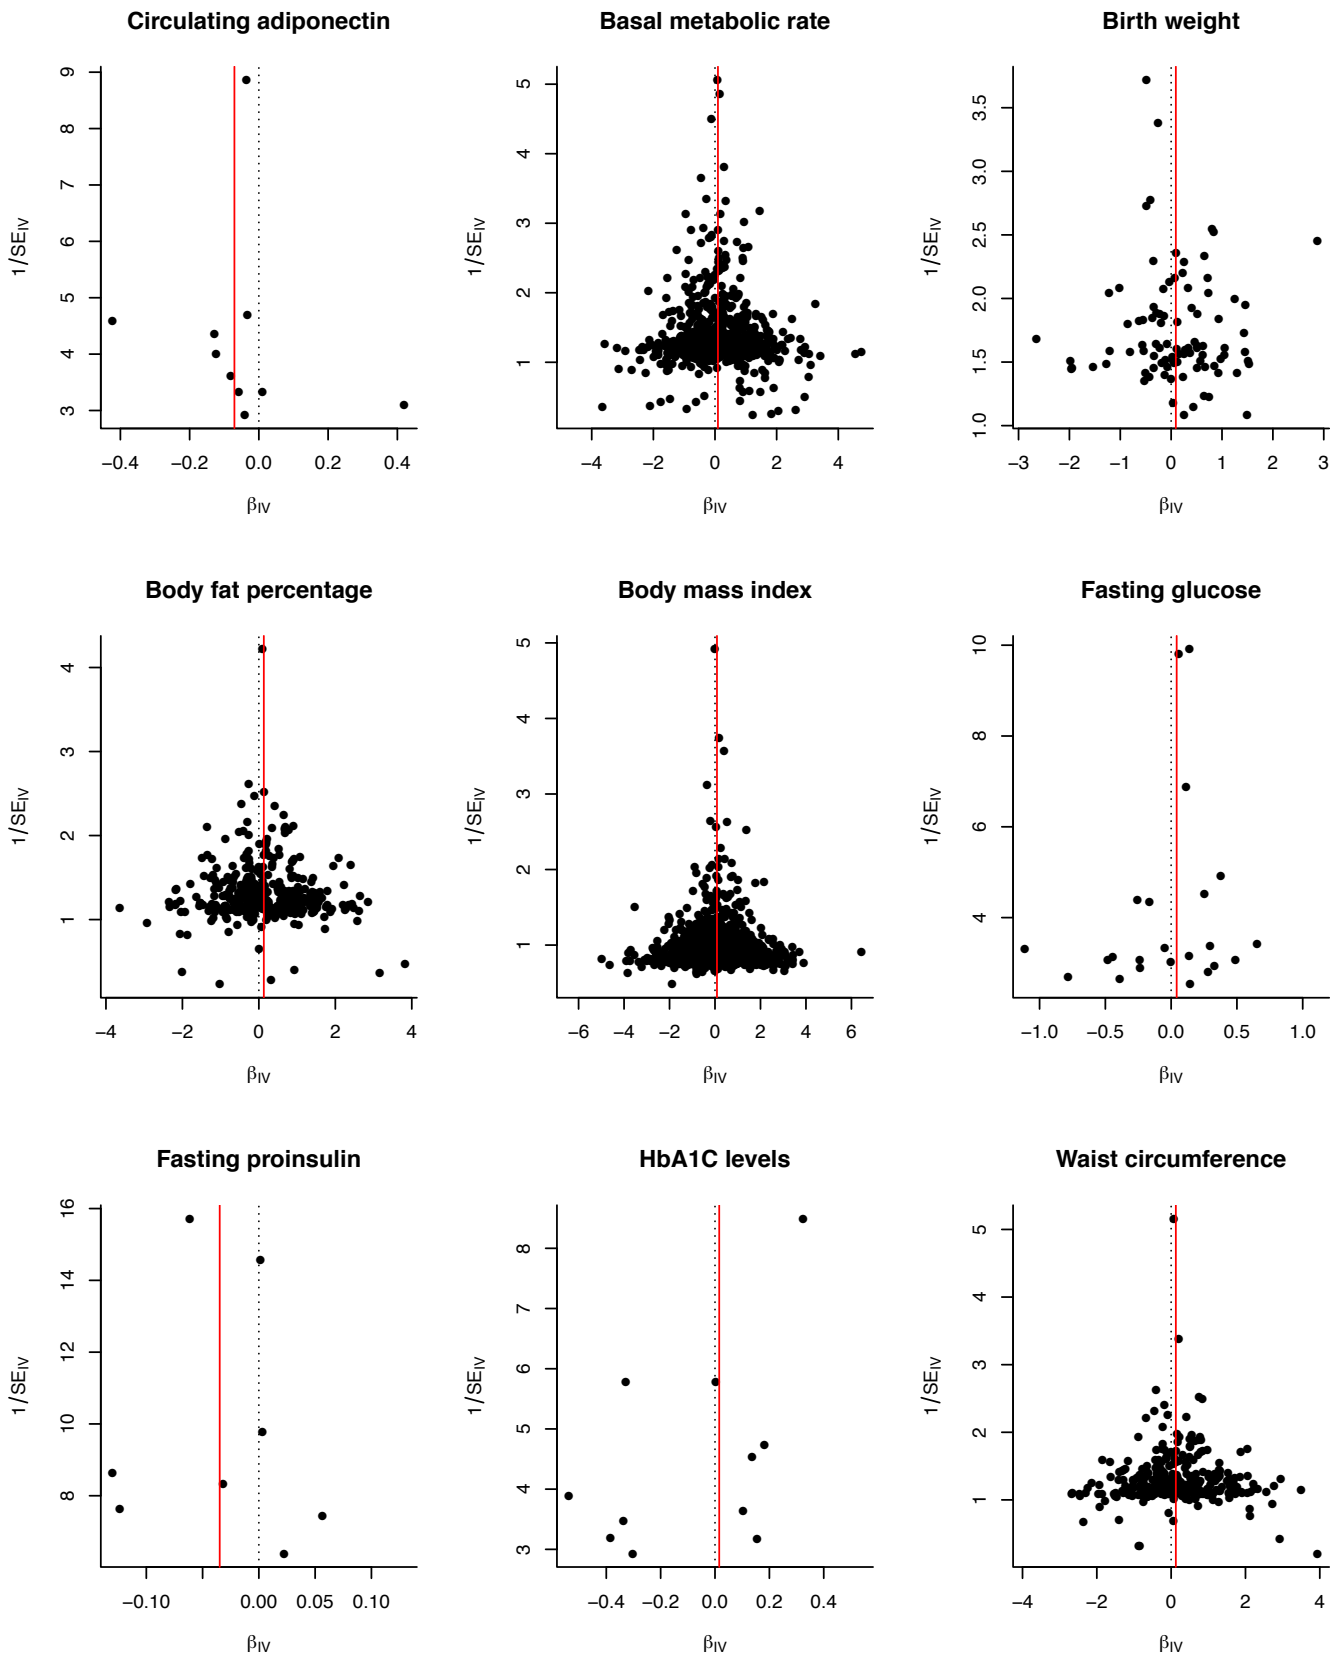 Circulating adiponectin
1/SE_IV
9
8
7
6
5
4
3
−0.4 −0.2 0.0 0.2 0.4
β_IV
Basal metabolic rate
1/SE_IV
5
4
3
2
1
−4 −2 0 2 4
β_IV
Birth weight
1/SE_IV
3.5
3.0
2.5
2.0
1.5
1.0
−3 −2 −1 0 1 2 3
β_IV
Body fat percentage
1/SE_IV
4
3
2
1
−4 −2 0 2 4
β_IV
Body mass index
1/SE_IV
5
4
3
2
1
−6 −4 −2 0 2 4 6
β_IV
Fasting glucose
1/SE_IV
10
8
6
4
−1.0 −0.5 0.0 0.5 1.0
β_IV
Fasting proinsulin
1/SE_IV
16
14
12
10
8
−0.10 0.00 0.05 0.10
β_IV
HbA1C levels
1/SE_IV
8
7
6
5
4
3
−0.4 −0.2 0.0 0.2 0.4
β_IV
Waist circumference
1/SE_IV
5
4
3
2
1
−4 −2 0 2 4
β_IV